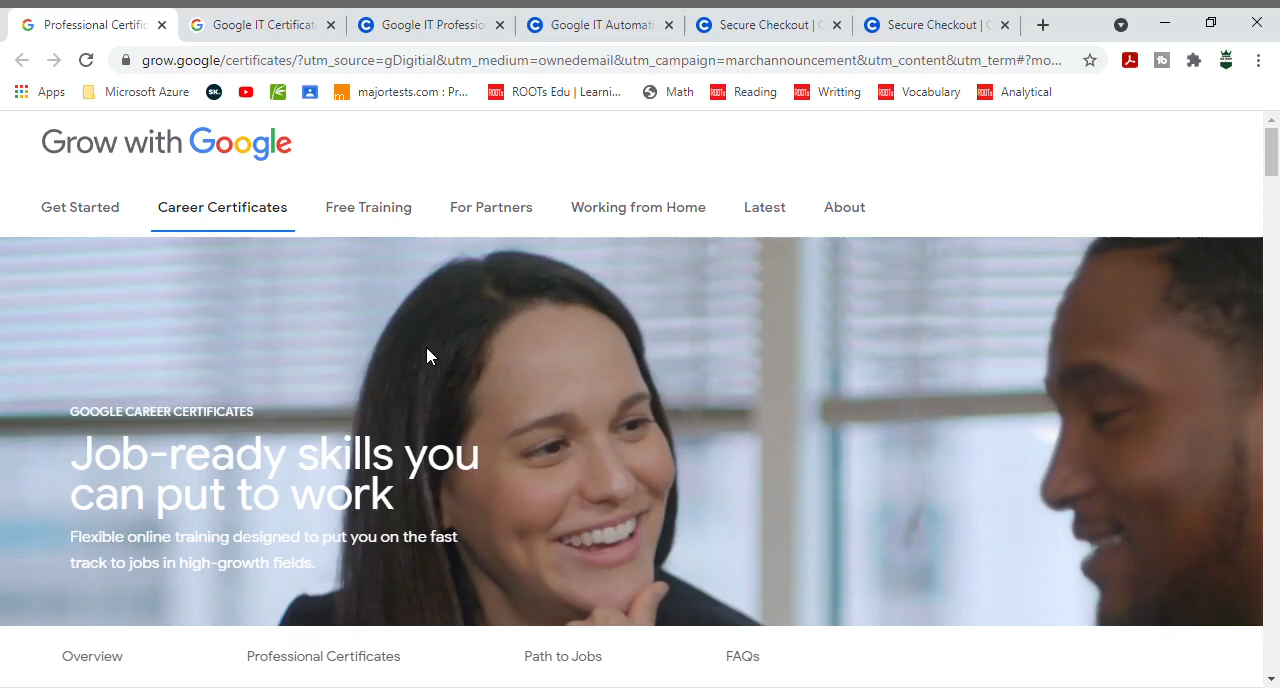 Professional Certific
Google IT Certificat
Google IT Professio
Google IT Automati
Secure Checkout | C
Secure Checkout | C
grow.google/certificates/?utm_source=gDigitlal&utm_medium=ownedemail&utm_campaign=marchannouncement&utm_content&utm_term#?mo...
Apps
Microsoft Azure
SK.
majortests.com : Pr...
ROOTs Edu | Learni...
Math
Reading
Writting
Vocabulary
Analytical
Grow with Google
Get Started
Career Certificates
Free Training
For Partners
Working from Home
Latest
About
GOOGLE CAREER CERTIFICATES
Job-ready skills you
can put to work
Flexible online training designed to put you on the fast
track to jobs in high-growth fields.
Overview
Professional Certificates
Path to Jobs
FAQs